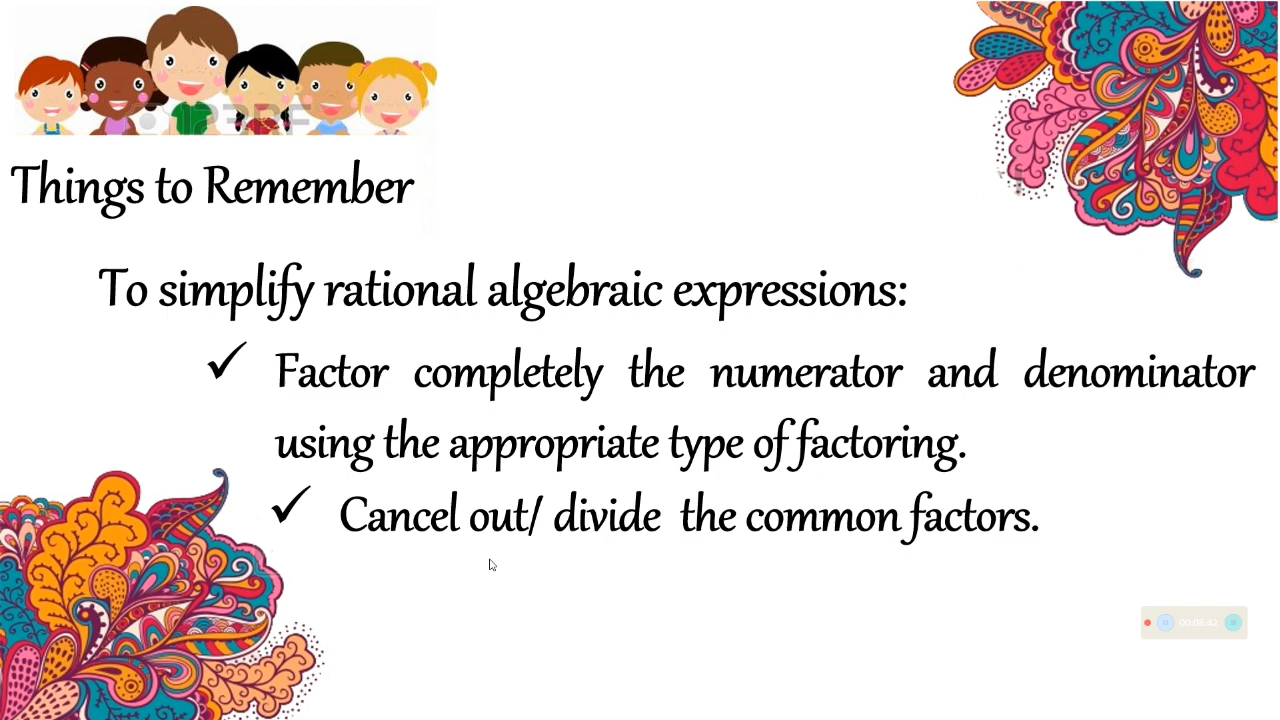 Things to Remember
To simplify rational algebraic expressions:
✓ Factor completely the numerator and denominator
using the appropriate type of factoring.
✓ Cancel out/ divide the common factors.